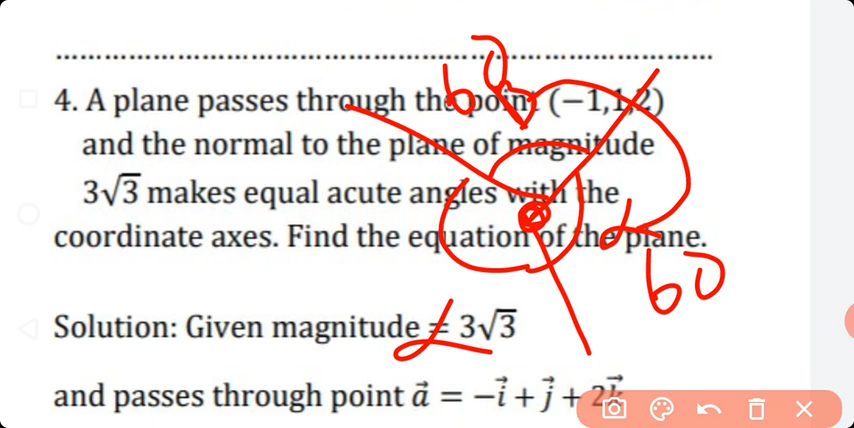 4. A plane passes through the point (−1,1,2)
and the normal to the plane of magnitude
3√3 makes equal acute angles with the
coordinate axes. Find the equation of the plane.
Solution: Given magnitude = 3√3
and passes through point a⃗ = −i⃗ + j⃗ + 2k⃗
60
60